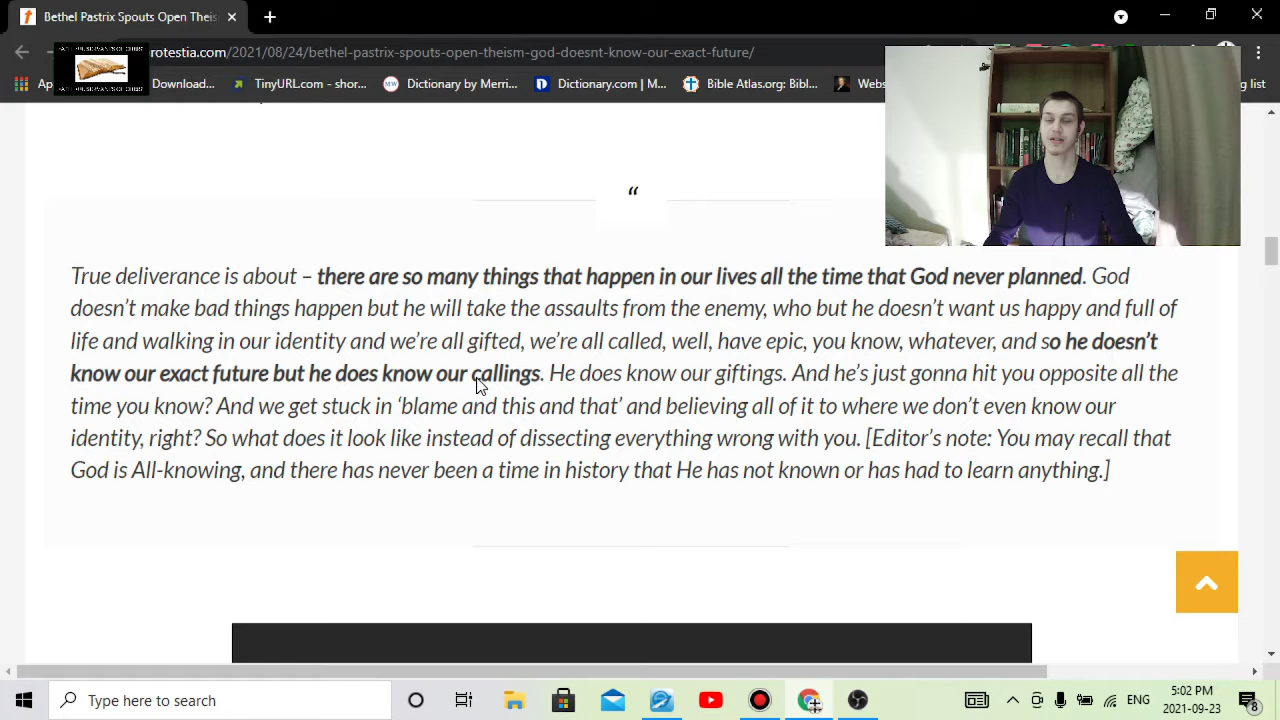 Bethel Pastrix Spouts Open Theis
rotestia.com/2021/08/24/bethel-pastrix-spouts-open-theism-god-doesnt-know-our-exact-future/
Download...
TinyURL.com – shor...
MW
Dictionary by Merri...
Dictionary.com | M...
Bible Atlas.org: Bibl...
Webs
ng list
“
True deliverance is about – there are so many things that happen in our lives all the time that God never planned. God
doesn’t make bad things happen but he will take the assaults from the enemy, who but he doesn’t want us happy and full of
life and walking in our identity and we’re all gifted, we’re all called, well, have epic, you know, whatever, and so he doesn’t
know our exact future but he does know our callings. He does know our giftings. And he’s just gonna hit you opposite all the
time you know? And we get stuck in ‘blame and this and that’ and believing all of it to where we don’t even know our
identity, right? So what does it look like instead of dissecting everything wrong with you. [Editor’s note: You may recall that
God is All-knowing, and there has never been a time in history that He has not known or has had to learn anything.]
Type here to search
ENG
5:02 PM
2021-09-23
8